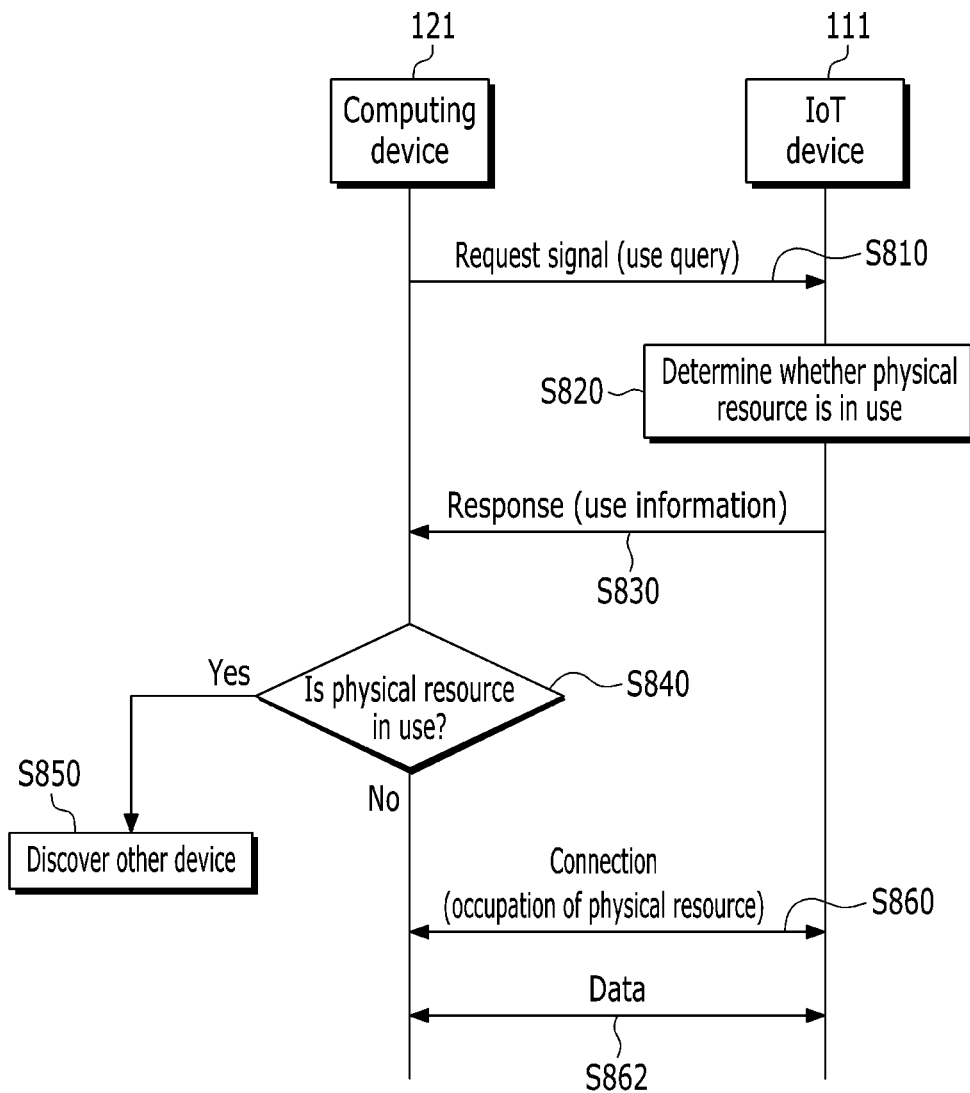 121
111
Computing
device
IoT
device
Request signal (use query)
S810
S820
Determine whether physical
resource is in use
Response (use information)
S830
Yes
Is physical resource
in use?
S840
S850
No
Discover other device
Connection
(occupation of physical resource)
S860
Data
S862